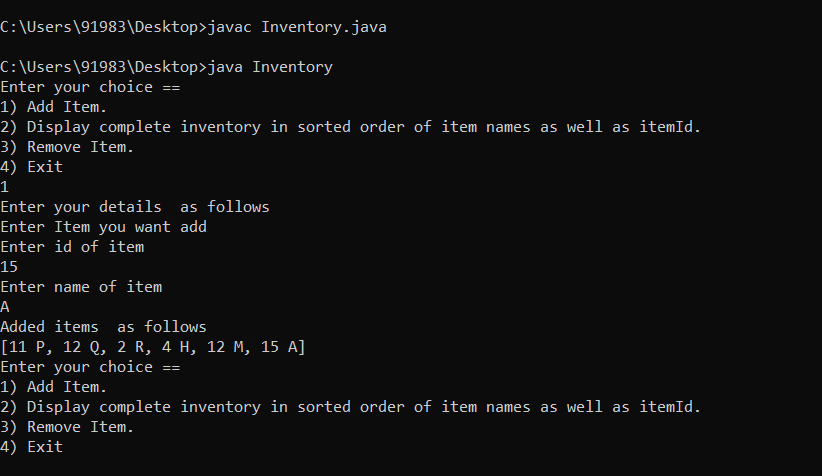 C:\Users\91983\Desktop>javac Inventory.java
C:\Users\91983\Desktop>java Inventory
Enter your choice ==
1) Add Item.
2) Display complete inventory in sorted order of item names as well as itemId.
3) Remove Item.
4) Exit
1
Enter your details  as follows
Enter Item you want add
Enter id of item
15
Enter name of item
A
Added items  as follows
[11 P, 12 Q, 2 R, 4 H, 12 M, 15 A]
Enter your choice ==
1) Add Item.
2) Display complete inventory in sorted order of item names as well as itemId.
3) Remove Item.
4) Exit